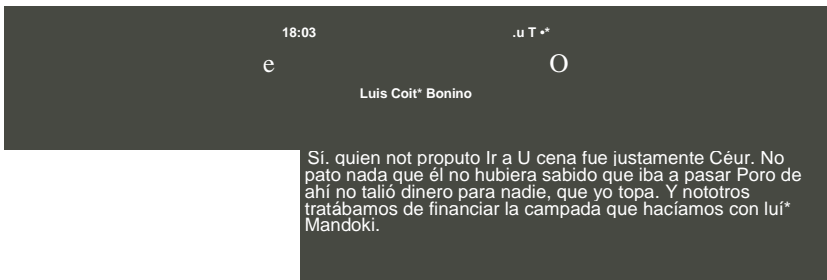 18:03 .u T •*
e O
Luis Coit* Bonino
Sí. quien not proputo Ir a U cena fue justamente Céur. No
pato nada que él no hubiera sabido que iba a pasar Poro de
ahí no talió dinero para nadie, que yo topa. Y nototros
tratábamos de financiar la campada que hacíamos con luí*
Mandoki.